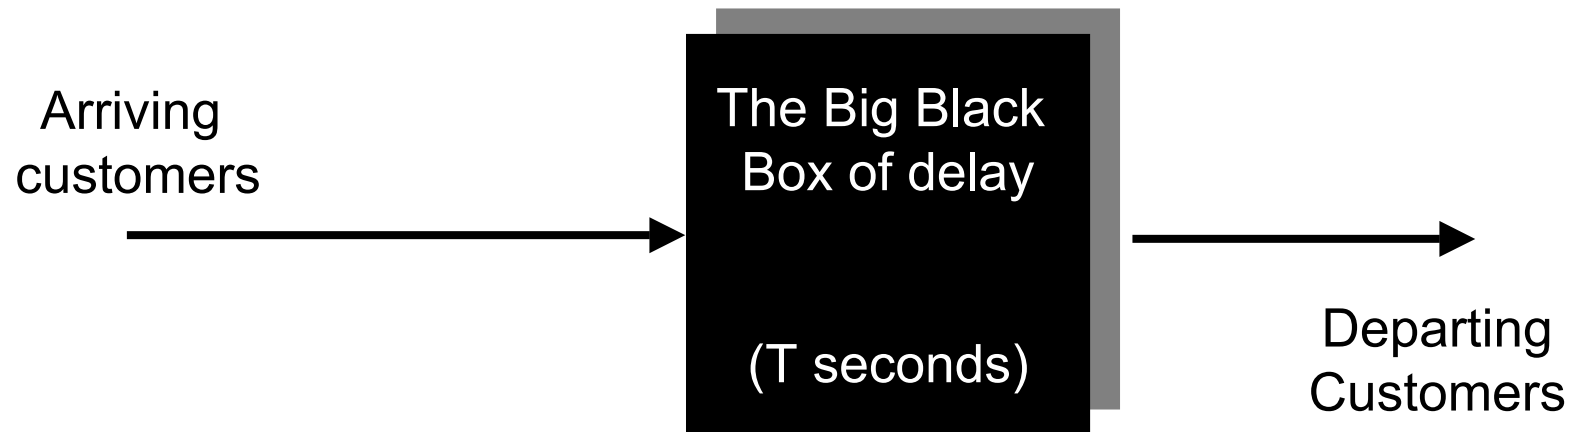 Arriving
customers
The Big Black
Box of delay
(T seconds)
Departing
Customers